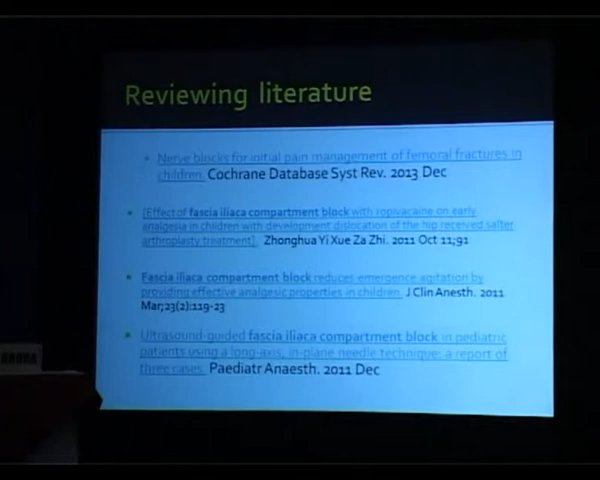 Reviewing literature
Nerve blocks for initial pain management of femoral fractures in
children. Cochrane Database Syst Rev. 2013 Dec
[Effect of fascia iliaca compartment block with ropivacaine on early
analgesia in children with development dislocation of the hip received salter
arthroplasty treatment]. Zhonghua Yi Xue Za Zhi. 2011 Oct 11;91
Fascia iliaca compartment block reduces emergence agitation by
providing effective analgesic properties in children. J Clin Anesth. 2011
Mar;23(2):119-23
Ultrasound-guided fascia iliaca compartment block in pediatric
patients using a long-axis, in-plane needle technique: a report of
three cases. Paediatr Anaesth. 2011 Dec